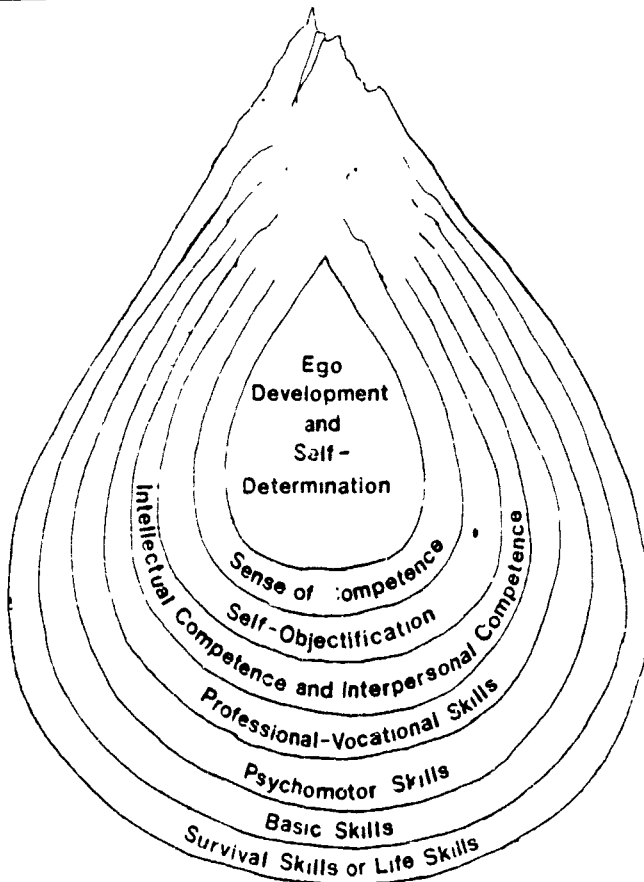 Ego
Development
and
Self-
Determination
Sense of Competence
Self-Objectification
Intellectual Competence and Interpersonal Competence
Professional-Vocational Skills
Psychomotor Skills
Basic Skills
Survival Skills or Life Skills